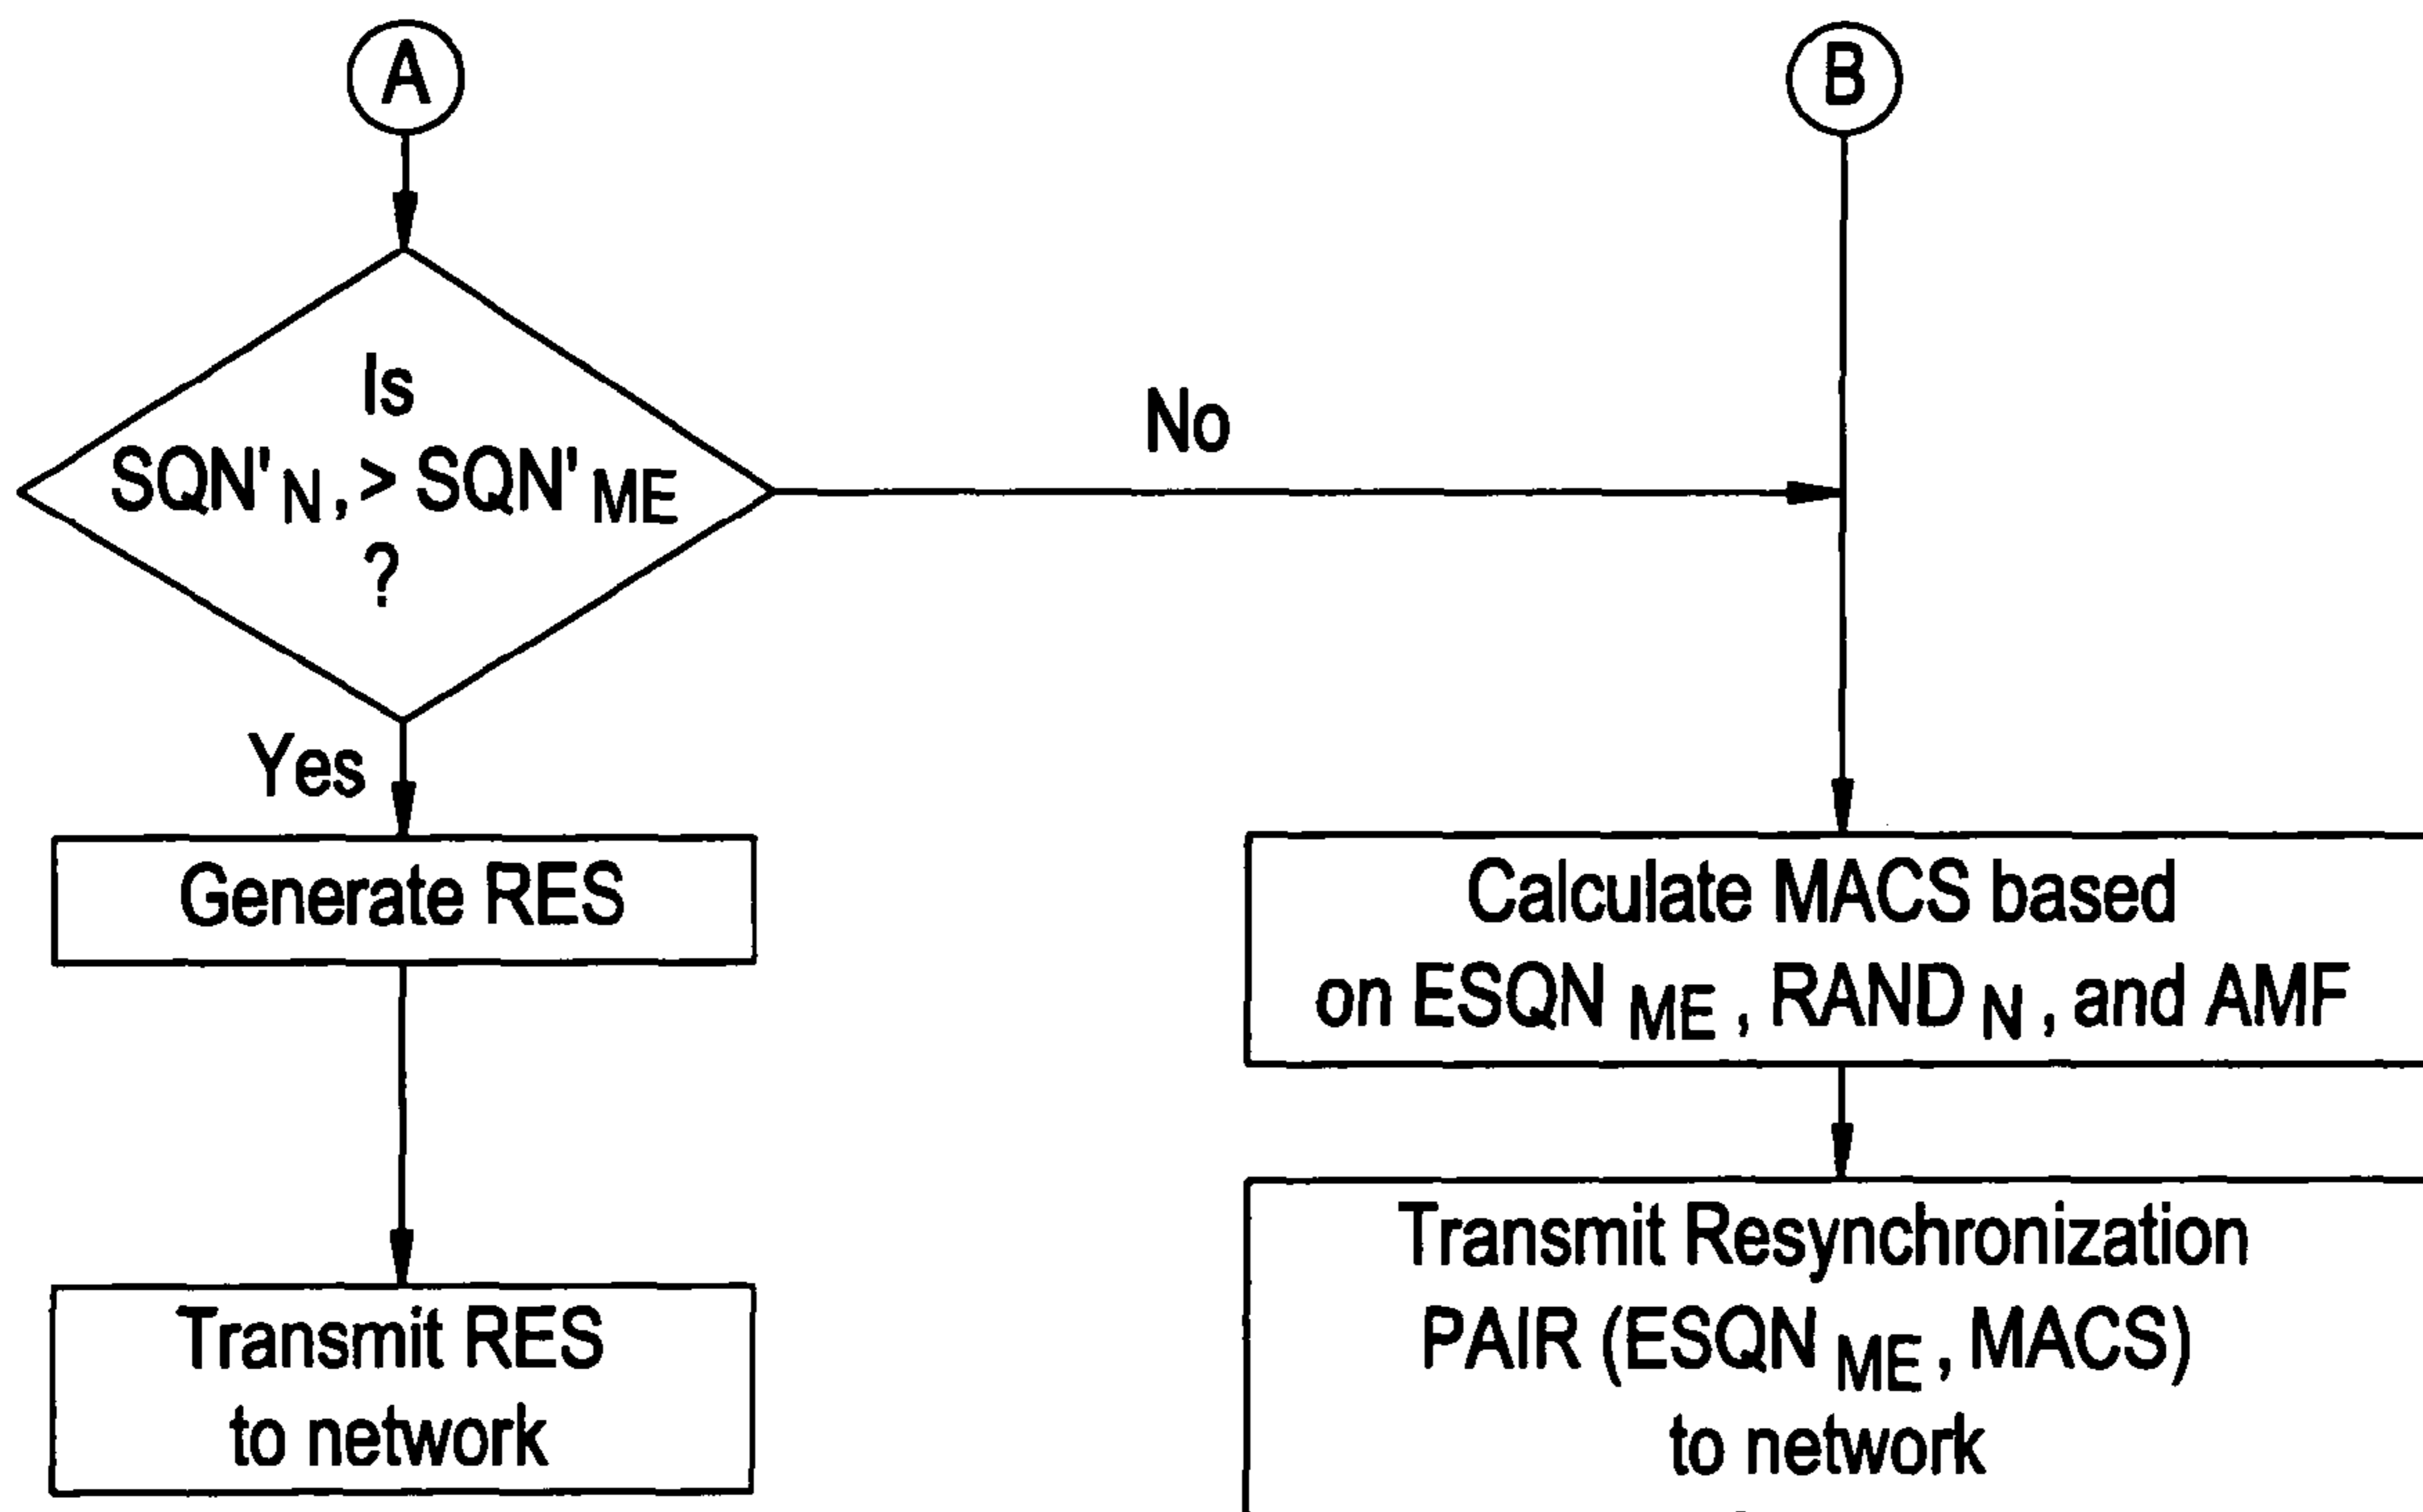 A
B
Is
SQN'N, > SQN'ME
?
No
Yes
Generate RES
Calculate MACS based
on ESQN ME, RAND N, and AMF
Transmit RES
to network
Transmit Resynchronization
PAIR (ESQN ME, MACS)
to network